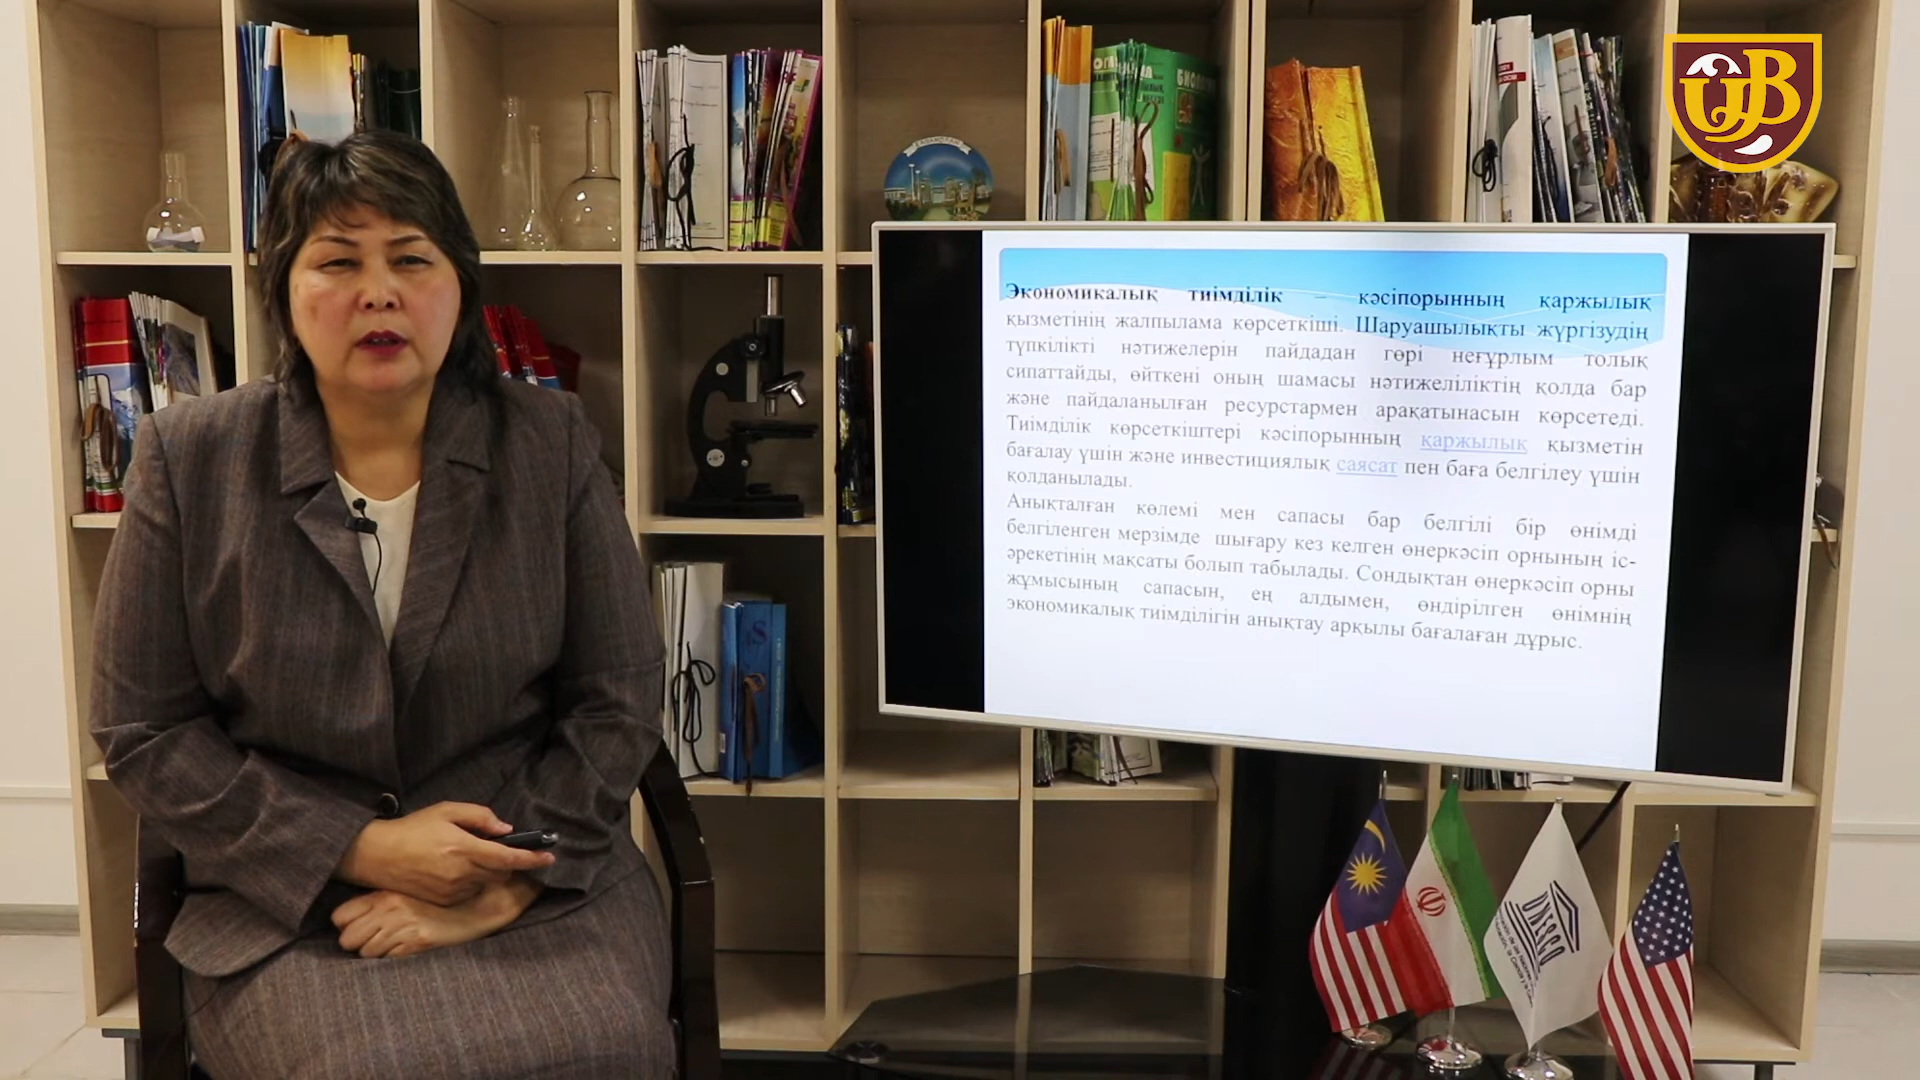 Экономикалық тиімділік – кәсіпорынның қаржылық
қызметінің жалпылама көрсеткіші. Шаруашылықты жүргізудің
түпкілікті нәтижелерін пайдадан гөрі неғұрлым толық
сипаттайды, өйткені оның шамасы нәтижеліліктің қолда бар
және пайдаланылған ресурстармен арақатынасын көрсетеді.
Тиімділік көрсеткіштері кәсіпорынның қаржылық қызметін
бағалау үшін және инвестициялық саясат пен баға белгілеу үшін
қолданылады.
Анықталған көлемі мен сапасы бар белгілі бір өнімді
белгіленген мерзімде шығару кез келген өнеркәсіп орнының іс-
әрекетінің мақсаты болып табылады. Сондықтан өнеркәсіп орны
жұмысының сапасын, ең алдымен, өндірілген өнімнің
экономикалық тиімділігін анықтау арқылы бағалаған дұрыс.
UNESCO